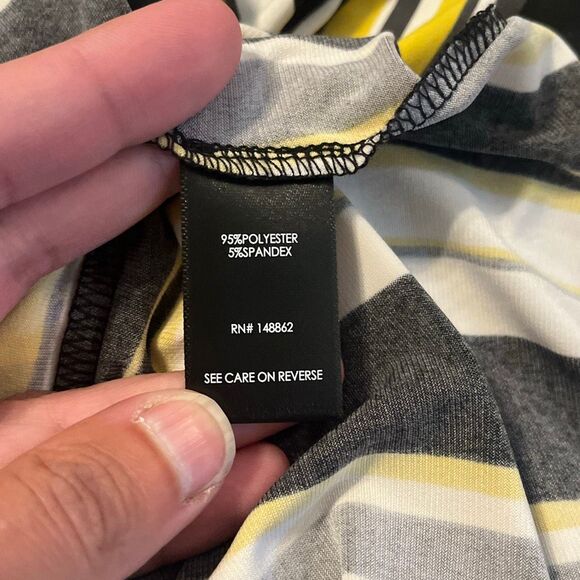 95%POLYESTER
5%SPANDEX
RN# 148862
SEE CARE ON REVERSE